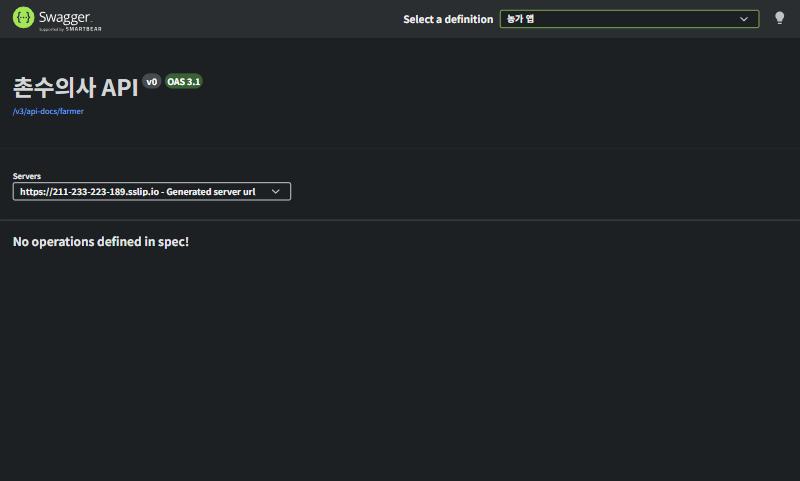 Swagger.
Supported by SMARTBEAR
Select a definition
농가 앱
촌수의사 API v0 OAS 3.1
/v3/api-docs/farmer
Servers
https://211-233-223-189.sslip.io - Generated server url
No operations defined in spec!